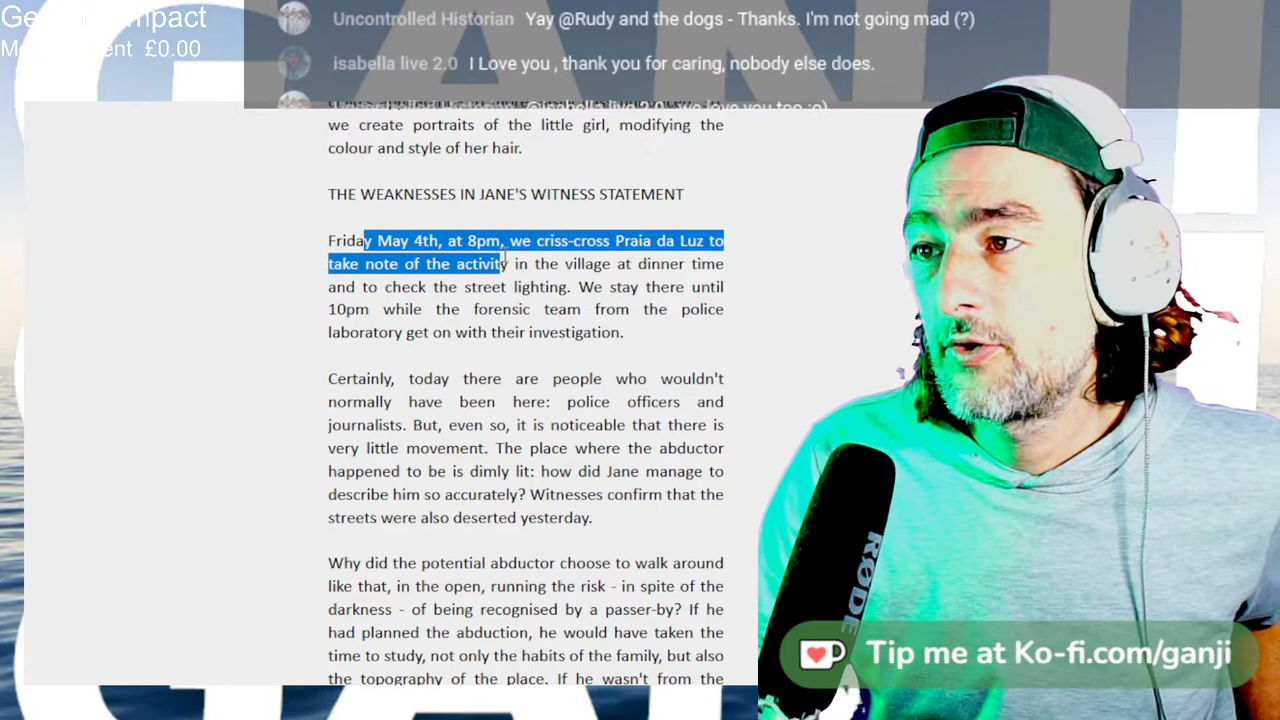 Ge
mpact
Mo
ent £0.00
Uncontrolled Historian Yay @Rudy and the dogs - Thanks. I'm not going mad (?)
isabella live 2.0 I Love you , thank you for caring, nobody else does.
we love you too :o)
we create portraits of the little girl, modifying the
colour and style of her hair.
THE WEAKNESSES IN JANE'S WITNESS STATEMENT
Friday May 4th, at 8pm, we criss-cross Praia da Luz to
take note of the activity in the village at dinner time
and to check the street lighting. We stay there until
10pm while the forensic team from the police
laboratory get on with their investigation.
Certainly, today there are people who wouldn't
normally have been here: police officers and
journalists. But, even so, it is noticeable that there is
very little movement. The place where the abductor
happened to be is dimly lit: how did Jane manage to
describe him so accurately? Witnesses confirm that the
streets were also deserted yesterday.
Why did the potential abductor choose to walk around
like that, in the open, running the risk - in spite of the
darkness - of being recognised by a passer-by? If he
had planned the abduction, he would have taken the
time to study, not only the habits of the family, but also
the topography of the place. If he wasn't from the
RØDE
Tip me at Ko-fi.com/ganji